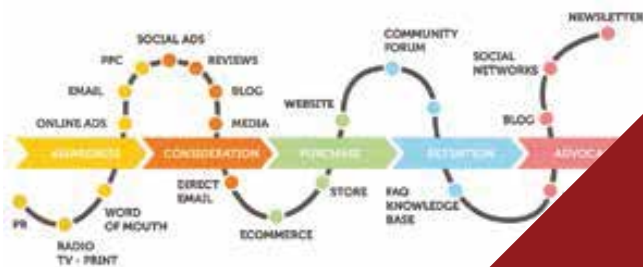 NEWSLETTER
COMMUNITY
FORUM
SOCIAL ADS
SOCIAL
NETWORKS
PPC
REVIEWS
EMAIL
BLOG
WEBSITE
ONLINE ADS
MEDIA
BLOG
AWARENESS
CONSIDERATION
PURCHASE
RETENTION
ADVOCA
DIRECT
EMAIL
STORE
FAQ
KNOWLEDGE
BASE
WORD
OF MOUTH
PR
ECOMMERCE
RADIO
TV - PRINT